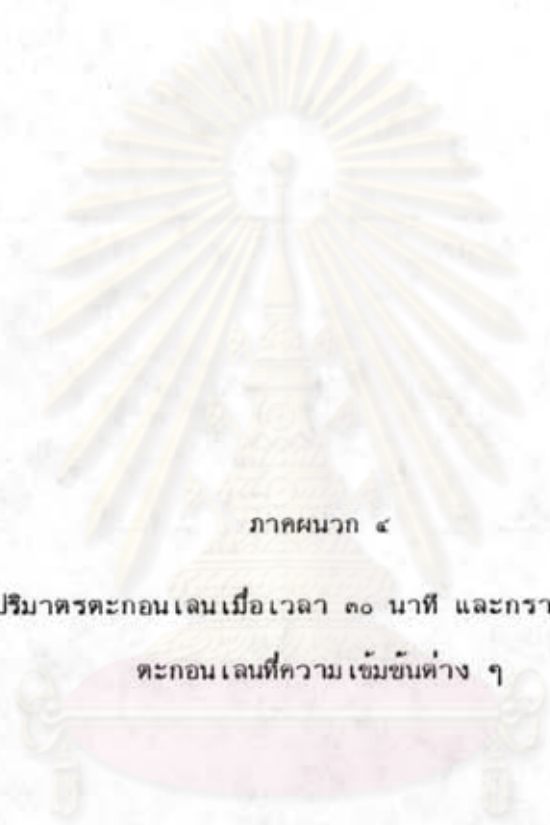 ภาคผนวก ๔
ปริมาตรตะกอนเลนเมื่อเวลา ๓๐ นาที และกรา
ตะกอนเลนที่ความเข้มข้นต่าง ๆ